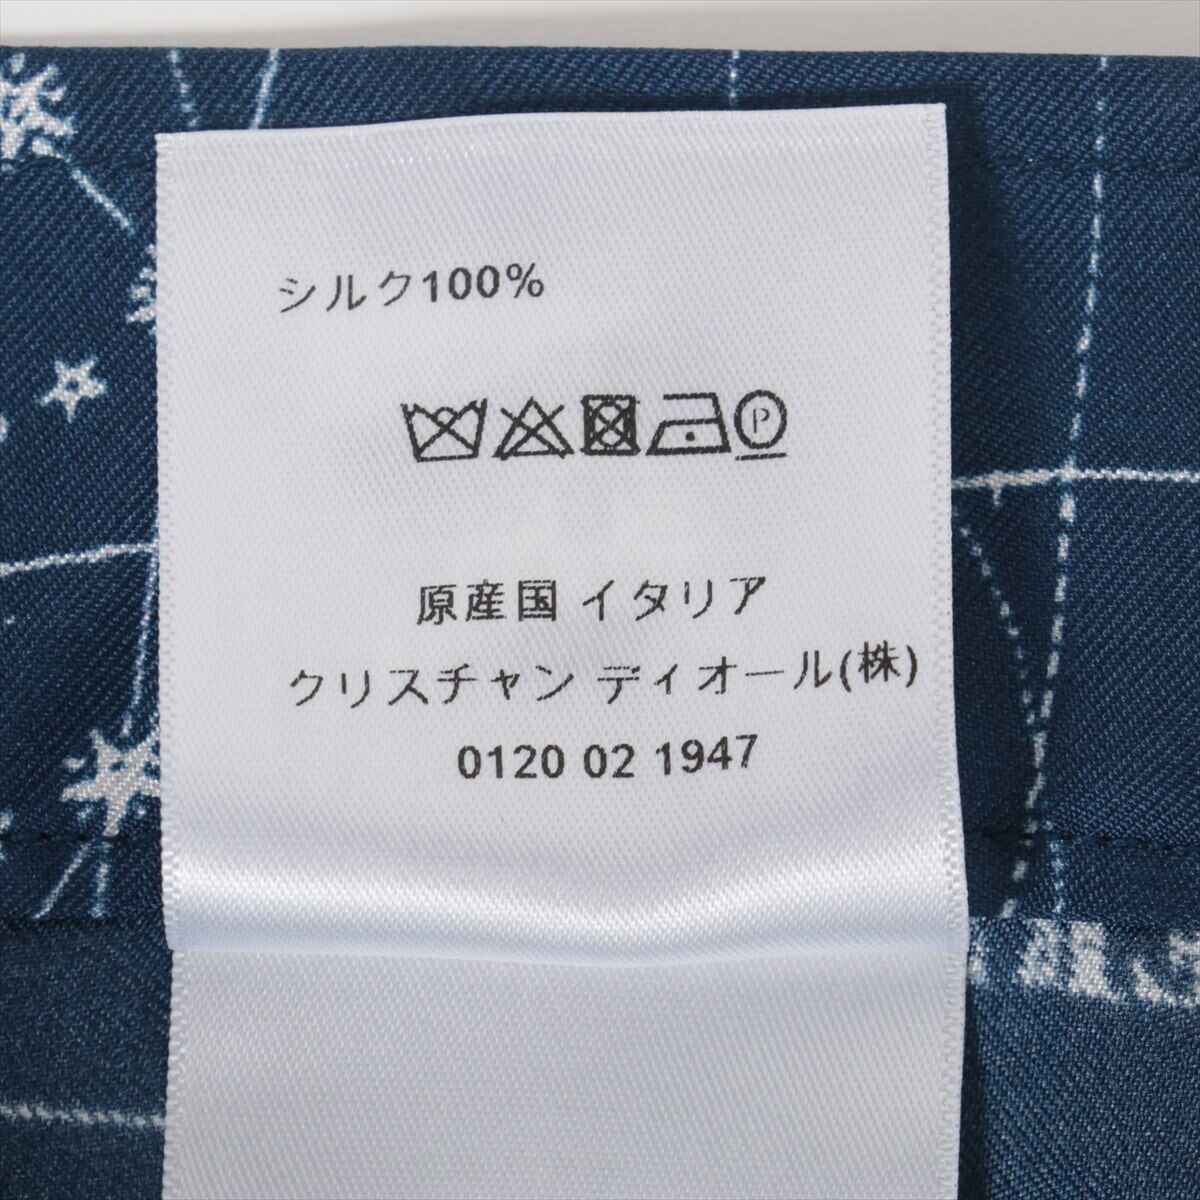 シルク100%
P
原産国 イタリア
クリスチャン ディオール(株)
0120 02 1947